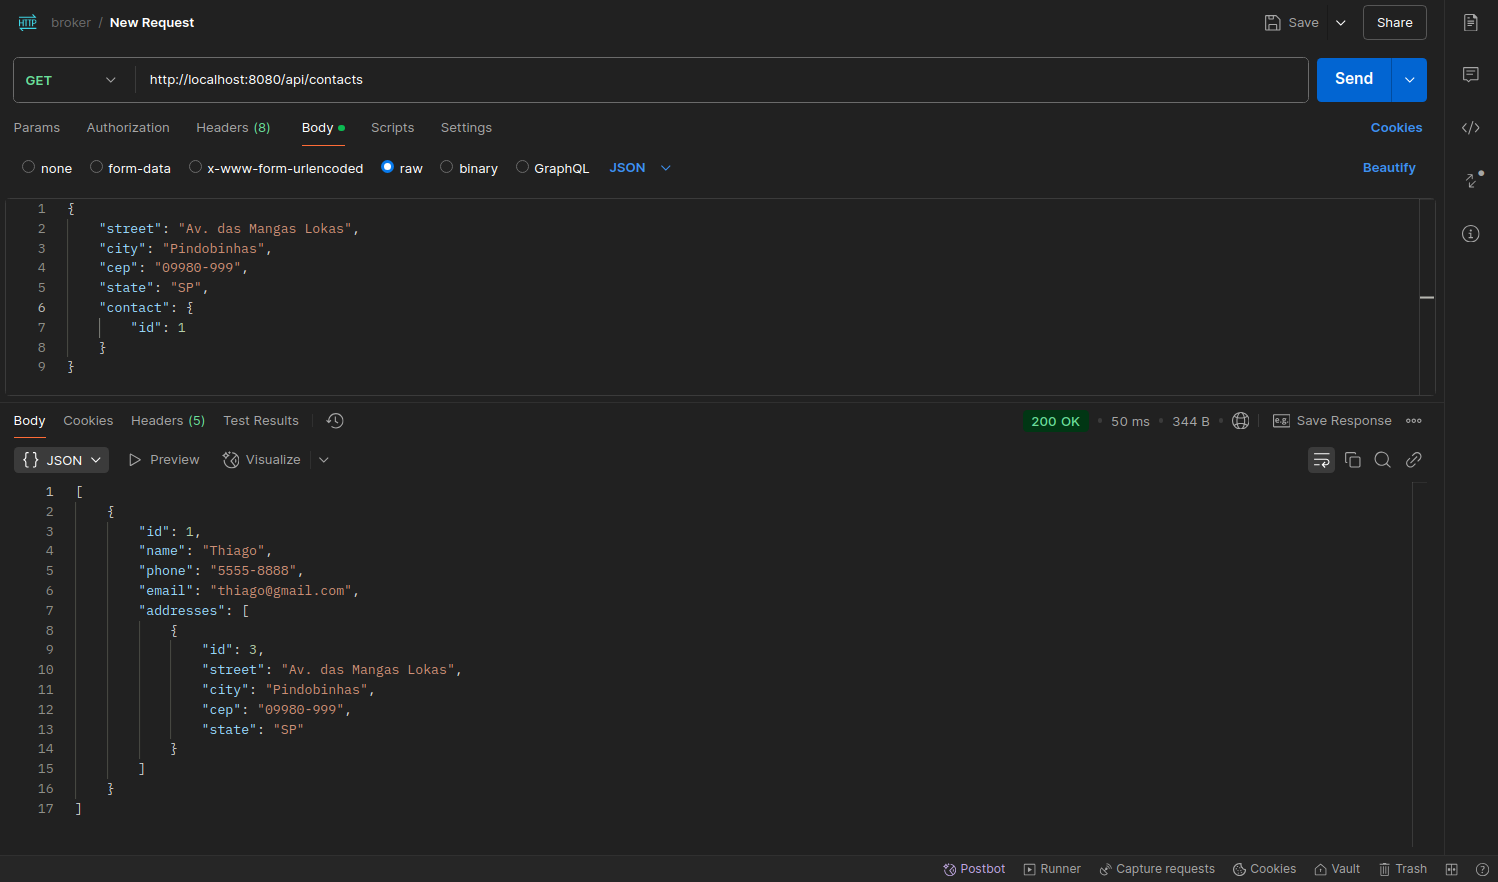 HTTP broker / New Request Save Share
GET http://localhost:8080/api/contacts Send
Params Authorization Headers (8) Body Scripts Settings Cookies
none form-data x-www-form-urlencoded raw binary GraphQL JSON Beautify
1 {
2 "street": "Av. das Mangas Lokas",
3 "city": "Pindobinhas",
4 "cep": "09980-999",
5 "state": "SP",
6 "contact": {
7 "id": 1
8 }
9 }
Body Cookies Headers (5) Test Results 200 OK • 50 ms • 344 B • e.g. Save Response
{} JSON Preview Visualize
1 [
2 {
3 "id": 1,
4 "name": "Thiago",
5 "phone": "5555-8888",
6 "email": "thiago@gmail.com",
7 "addresses": [
8 {
9 "id": 3,
10 "street": "Av. das Mangas Lokas",
11 "city": "Pindobinhas",
12 "cep": "09980-999",
13 "state": "SP"
14 }
15 ]
16 }
17 ]
Postbot Runner Capture requests Cookies Vault Trash